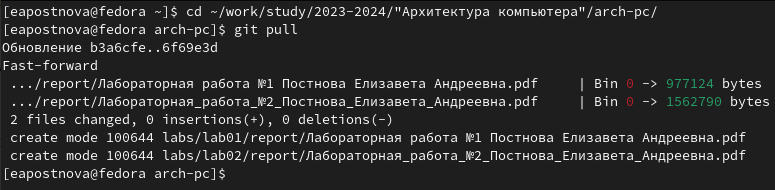 [eapostnova@fedora ~]$ cd ~/work/study/2023-2024/"Архитектура компьютера"/arch-pc/
[eapostnova@fedora arch-pc]$ git pull
Обновление b3a6cfe..6f69e3d
Fast-forward
.../report/Лабораторная работа №1 Постнова Елизавета Андреевна.pdf | Bin 0 -> 977124 bytes
.../report/Лабораторная_работа_№2_Постнова_Елизавета_Андреевна.pdf | Bin 0 -> 1562790 bytes
2 files changed, 0 insertions(+), 0 deletions(-)
create mode 100644 labs/lab01/report/Лабораторная работа №1 Постнова Елизавета Андреевна.pdf
create mode 100644 labs/lab02/report/Лабораторная_работа_№2_Постнова_Елизавета_Андреевна.pdf
[eapostnova@fedora arch-pc]$